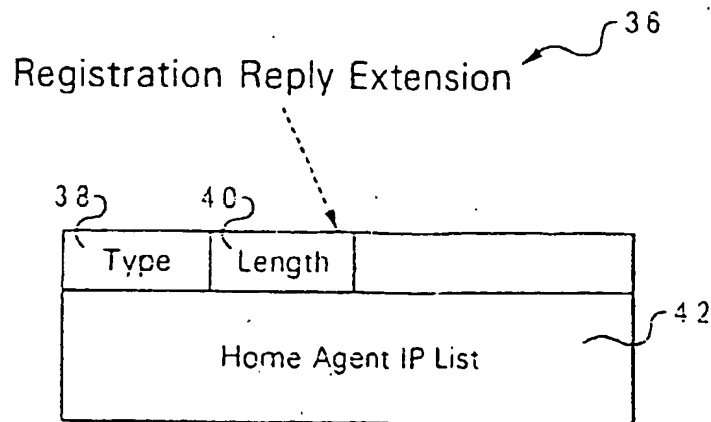 36
Registration Reply Extension
38 40
Type Length
42
Home Agent IP List